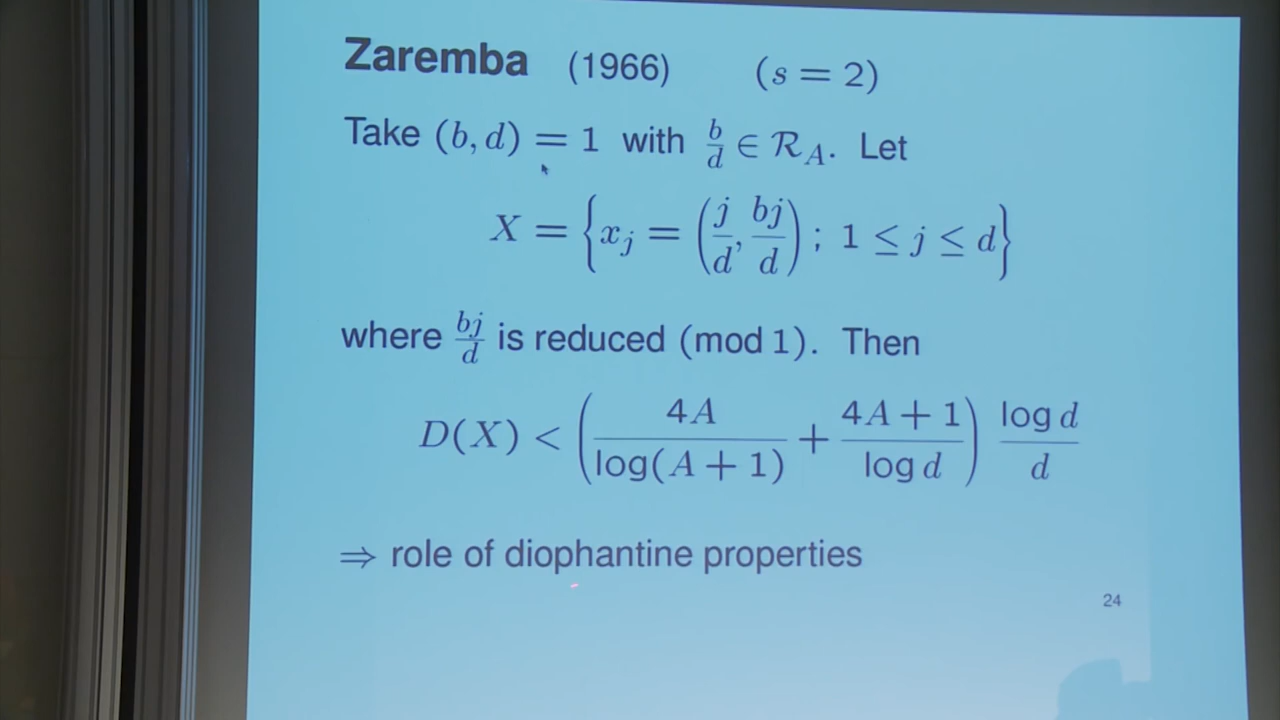 Zaremba (1966) (s = 2)
Take (b, d) = 1 with b/d ∈ R_A. Let
X = { x_j = ( j/d, bj/d ) ; 1 ≤ j ≤ d }
where bj/d is reduced (mod 1). Then
D(X) < ( 4A/log(A + 1) + (4A + 1)/log d ) log d/d
⇒ role of diophantine properties
24